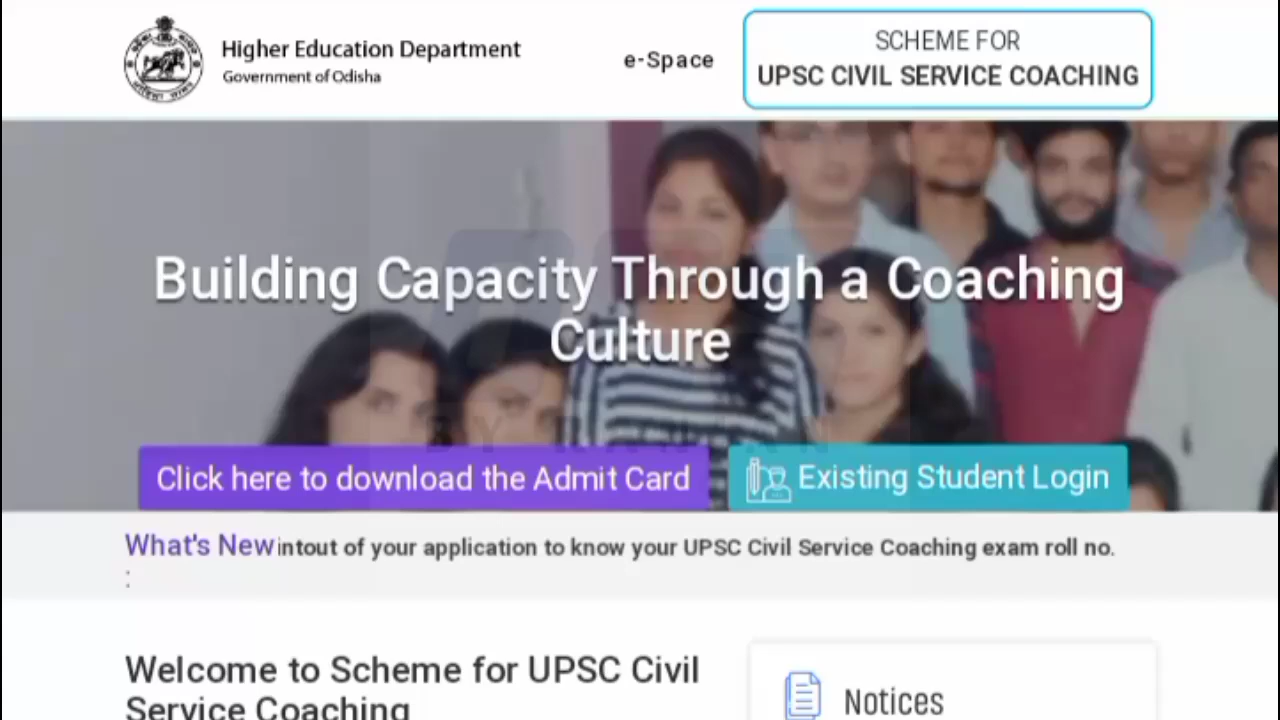 Higher Education Department
Government of Odisha
e-Space
SCHEME FOR
UPSC CIVIL SERVICE COACHING
Building Capacity Through a Coaching
Culture
Click here to download the Admit Card
Existing Student Login
What's New intout of your application to know your UPSC Civil Service Coaching exam roll no.
:
Welcome to Scheme for UPSC Civil
Service Coaching
Notices